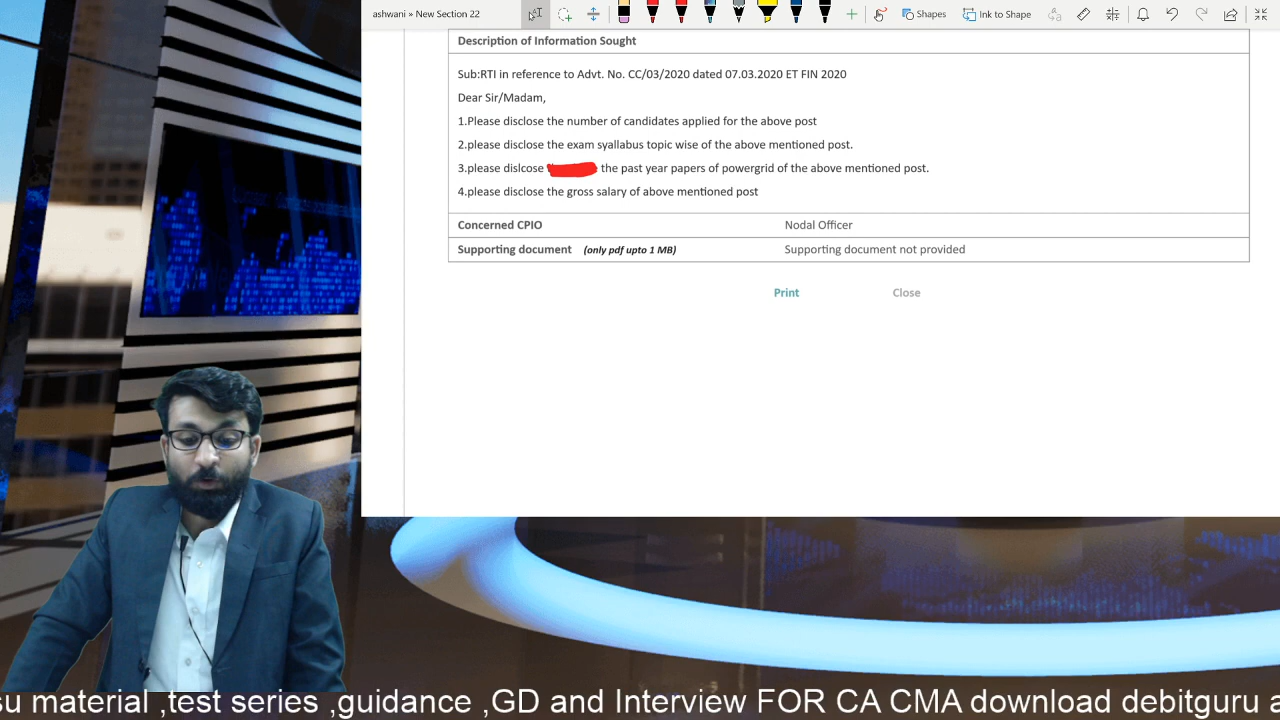 ashwani » New Section 22
Shapes
Ink to Shape
Description of Information Sought
Sub:RTI in reference to Advt. No. CC/03/2020 dated 07.03.2020 ET FIN 2020
Dear Sir/Madam,
1.Please disclose the number of candidates applied for the above post
2.please disclose the exam syallabus topic wise of the above mentioned post.
3.please dislcose the past year papers of powergrid of the above mentioned post.
4.please disclose the gross salary of above mentioned post
Concerned CPIO Nodal Officer
Supporting document (only pdf upto 1 MB) Supporting document not provided
Print Close
su material ,test series ,guidance ,GD and Interview FOR CA CMA download debitguru a